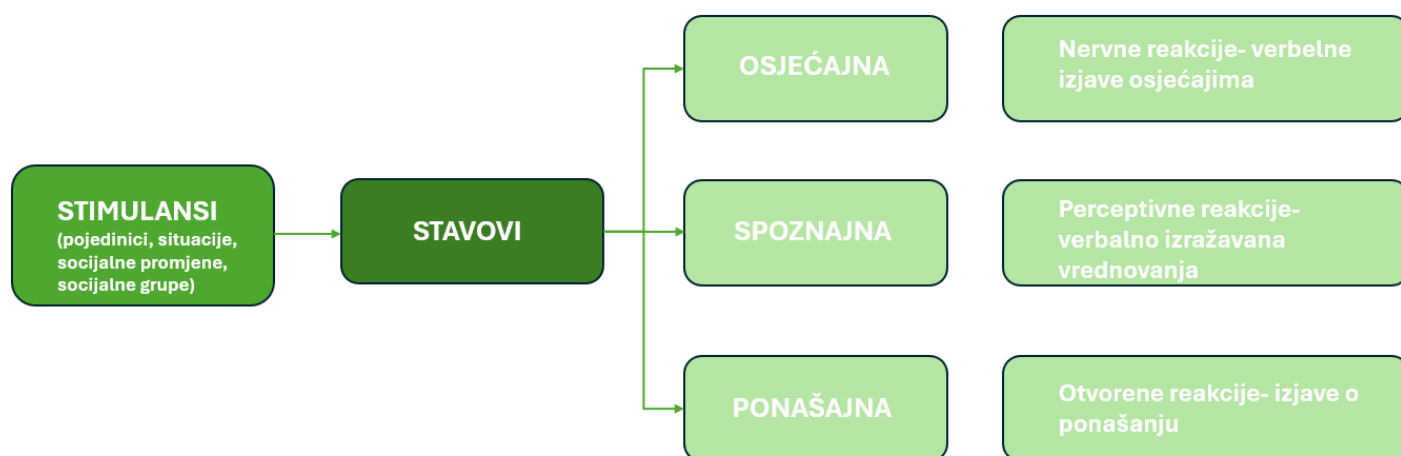 STIMULANSI
(pojedinici, situacije,
socijalne promjene,
socijalne grupe)
STAVOVI
OSJEĆAJNA
Nervne reakcije- verbelne
izjave osjećajima
SPOZNAJNA
Perceptivne reakcije-
verbalno izražavana
vrednovanja
PONAŠAJNA
Otvorene reakcije- izjave o
ponašanju